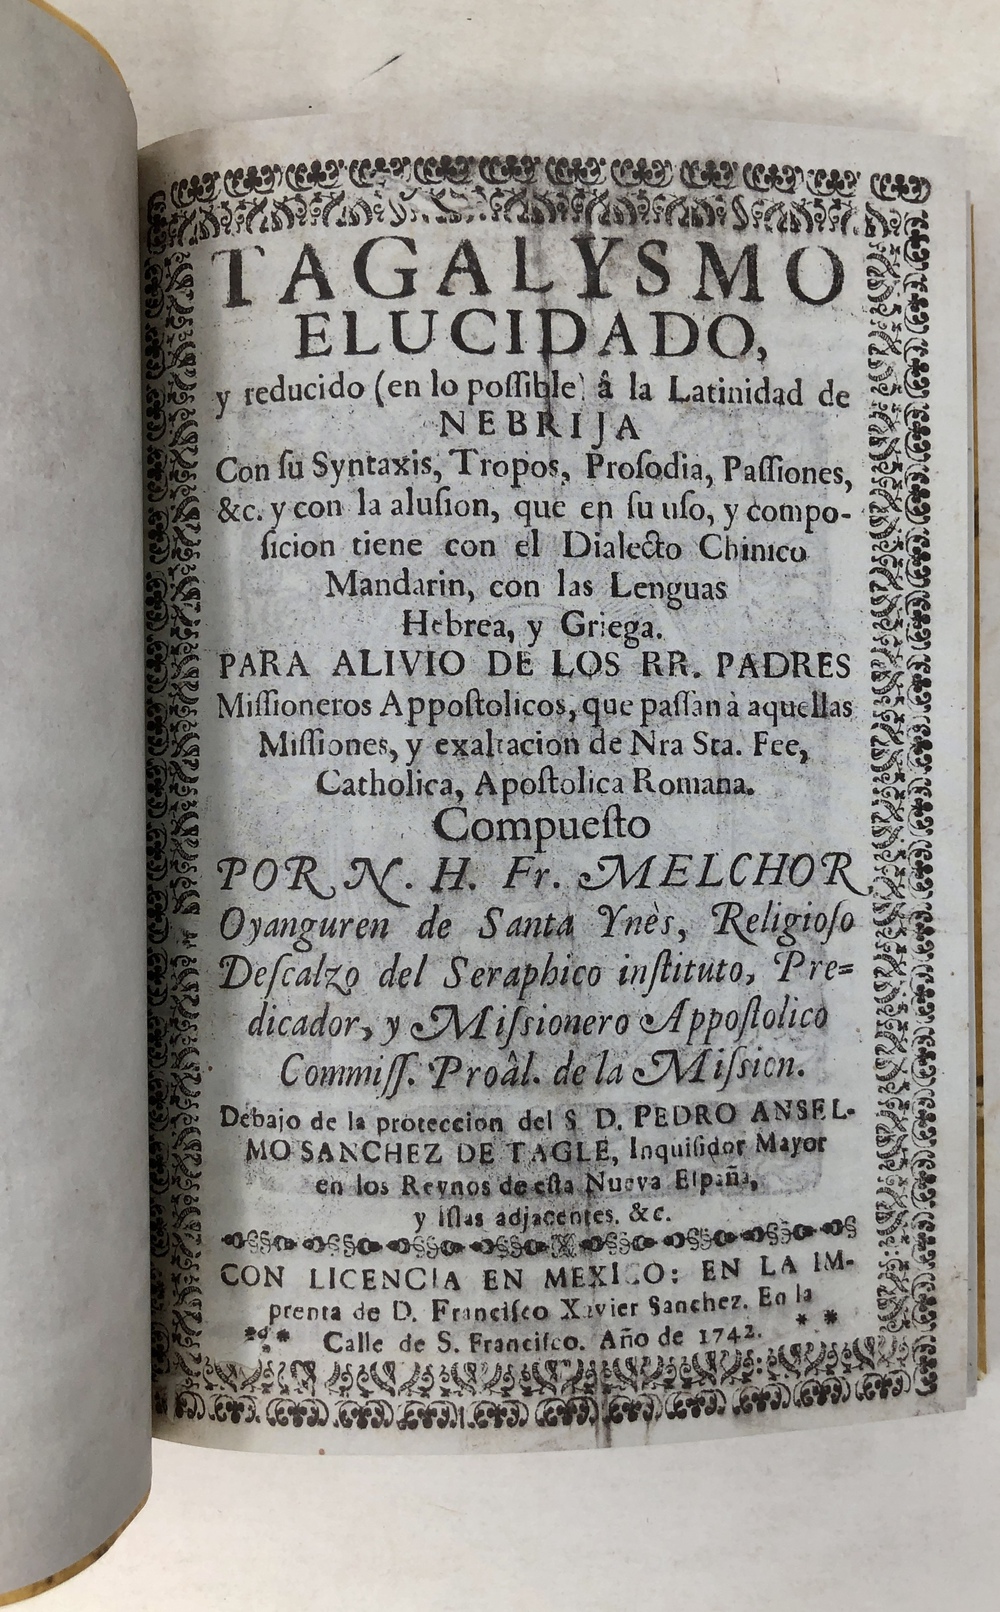 TAGALYSMO
ELUCIDADO,
y reducido (en lo poſſible) â la Latinidad de
NEBRIJA
Con ſu Syntaxis, Tropos, Proſodia, Paſſiones,
&c. y con la aluſion, que en ſu uſo, y compo-
ſicion tiene con el Dialecto Chinico
Mandarin, con las Lenguas
Hebrea, y Griega.
PARA ALIVIO DE LOS RR. PADRES
Miſſioneros Appoſtolicos, que paſſan à aquellas
Miſſiones, y exaltacion de Nra Sta. Fee,
Catholica, Apoſtolica Romana.
Compueſto
POR N. H. Fr. MELCHOR
Oyanguren de Santa Ynès, Religioſo
Deſcalzo del Seraphico inſtituto, Pre=
dicador, y Miſsionero Appoſtolico
Commiſſ. Proâl. de la Miſsion.
Debajo de la proteccion del S D. PEDRO ANSEL-
MO SANCHEZ DE TAGLE, Inquiſidor Mayor
en los Reynos de eſta Nueva Eſpaña,
y Iſlas adjacentes. &c.
CON LICENCIA EN MEXICO: EN LA IM-
prenta de D. Franciſco Xavier Sanchez. En la
Calle de S. Franciſco. Año de 1742.